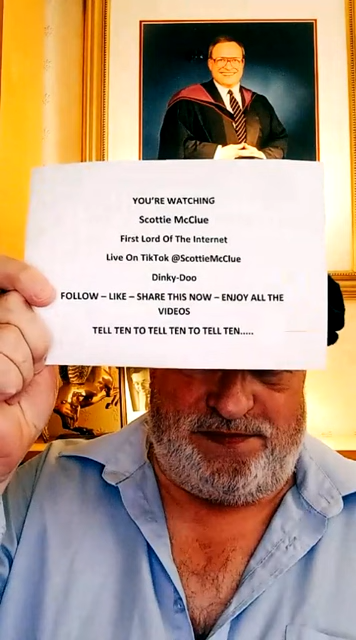 YOU'RE WATCHING
Scottie McClue
First Lord Of The Internet
Live On TikTok @ScottieMcClue
Dinky-Doo
FOLLOW – LIKE – SHARE THIS NOW – ENJOY ALL THE
VIDEOS
TELL TEN TO TELL TEN TO TELL TEN.....